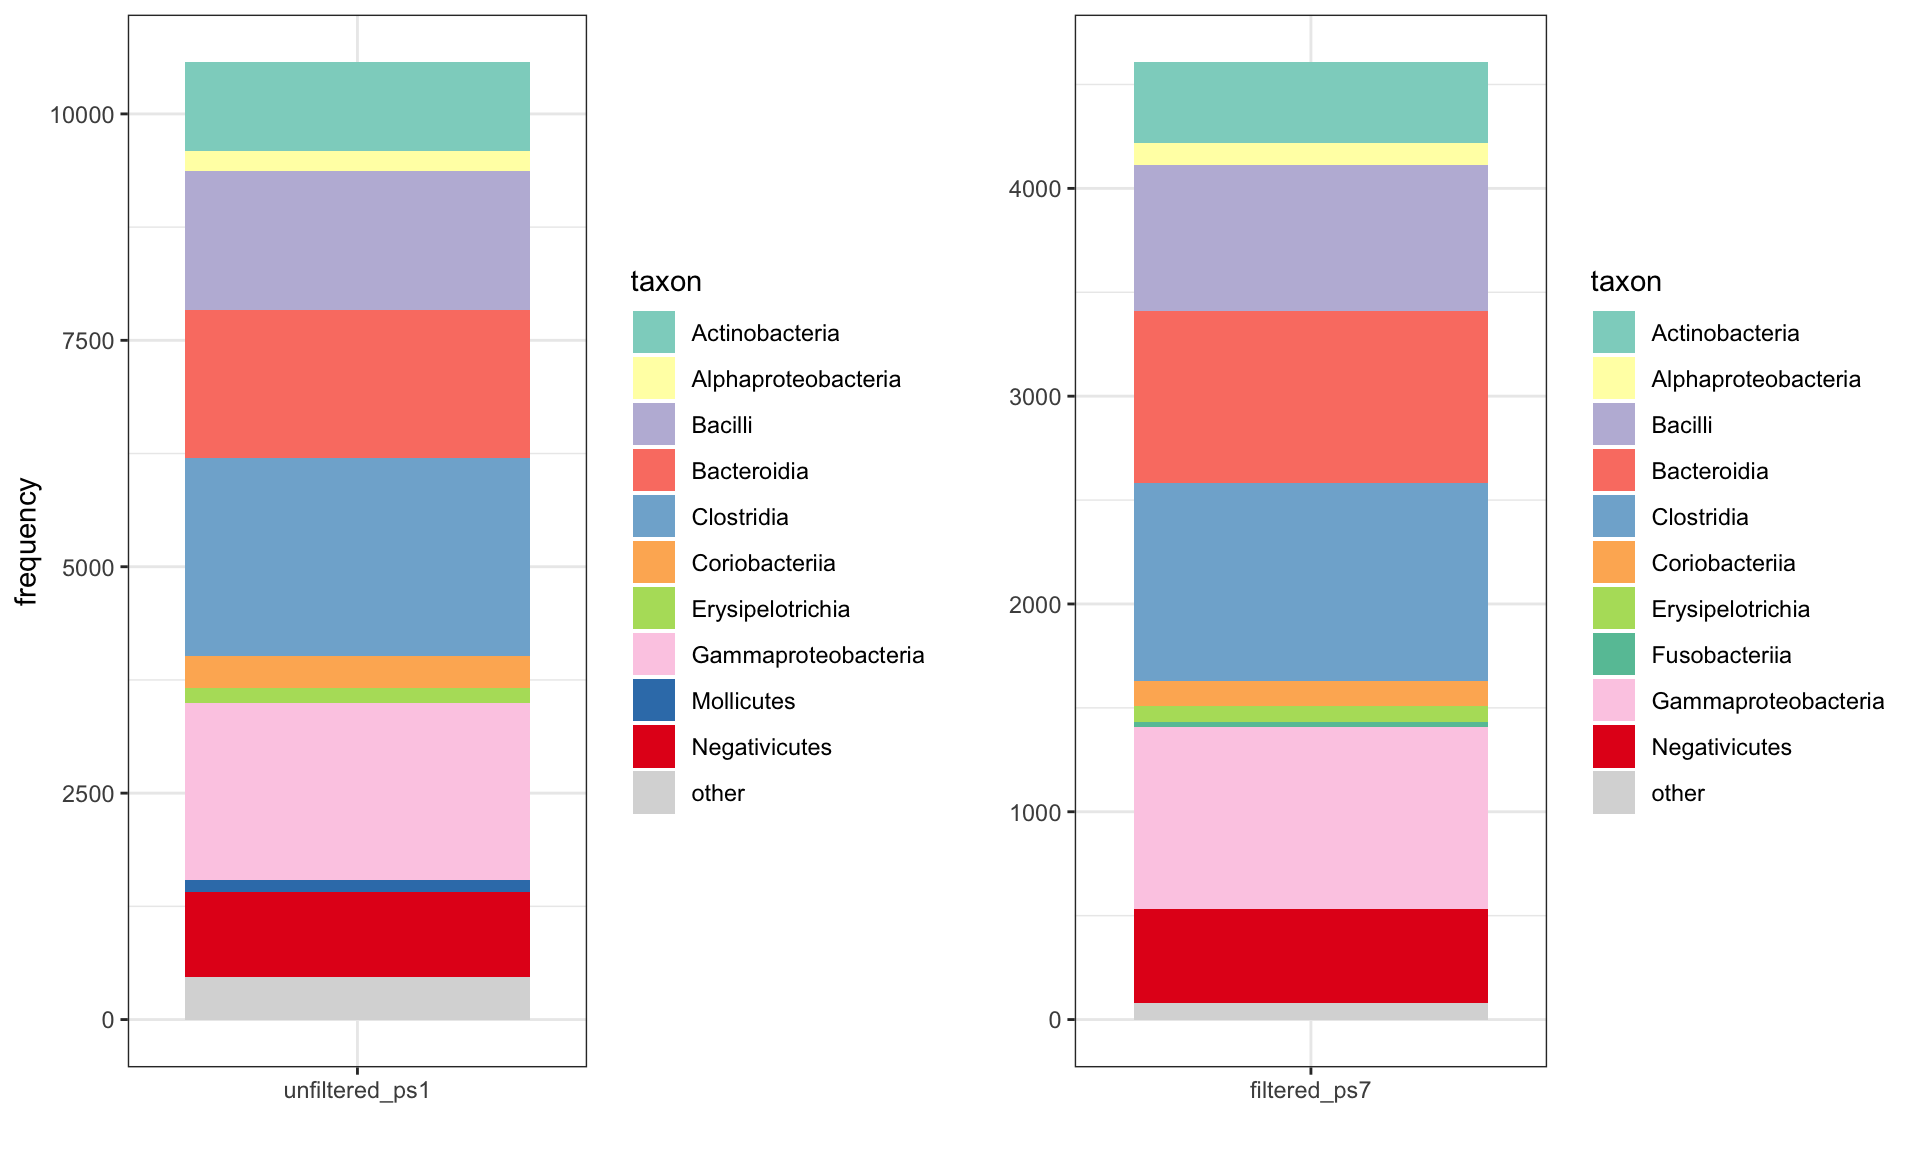 frequency
10000
7500
5000
2500
0
unfiltered_ps1
taxon
Actinobacteria
Alphaproteobacteria
Bacilli
Bacteroidia
Clostridia
Coriobacteriia
Erysipelotrichia
Gammaproteobacteria
Mollicutes
Negativicutes
other
4000
3000
2000
1000
0
filtered_ps7
taxon
Actinobacteria
Alphaproteobacteria
Bacilli
Bacteroidia
Clostridia
Coriobacteriia
Erysipelotrichia
Fusobacteriia
Gammaproteobacteria
Negativicutes
other